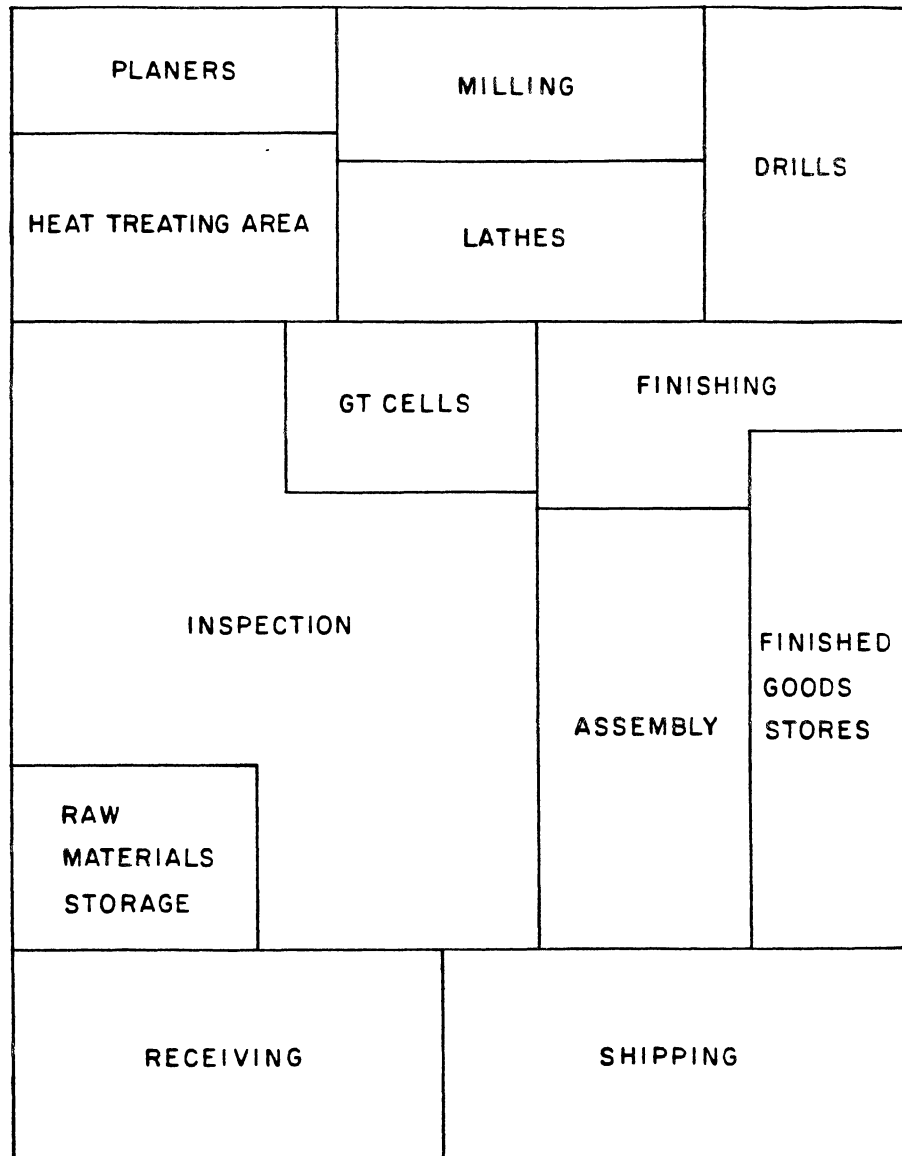 PLANERS
MILLING
DRILLS
HEAT TREATING AREA
LATHES
GT CELLS
FINISHING
INSPECTION
FINISHED
GOODS
STORES
ASSEMBLY
RAW
MATERIALS
STORAGE
RECEIVING
SHIPPING